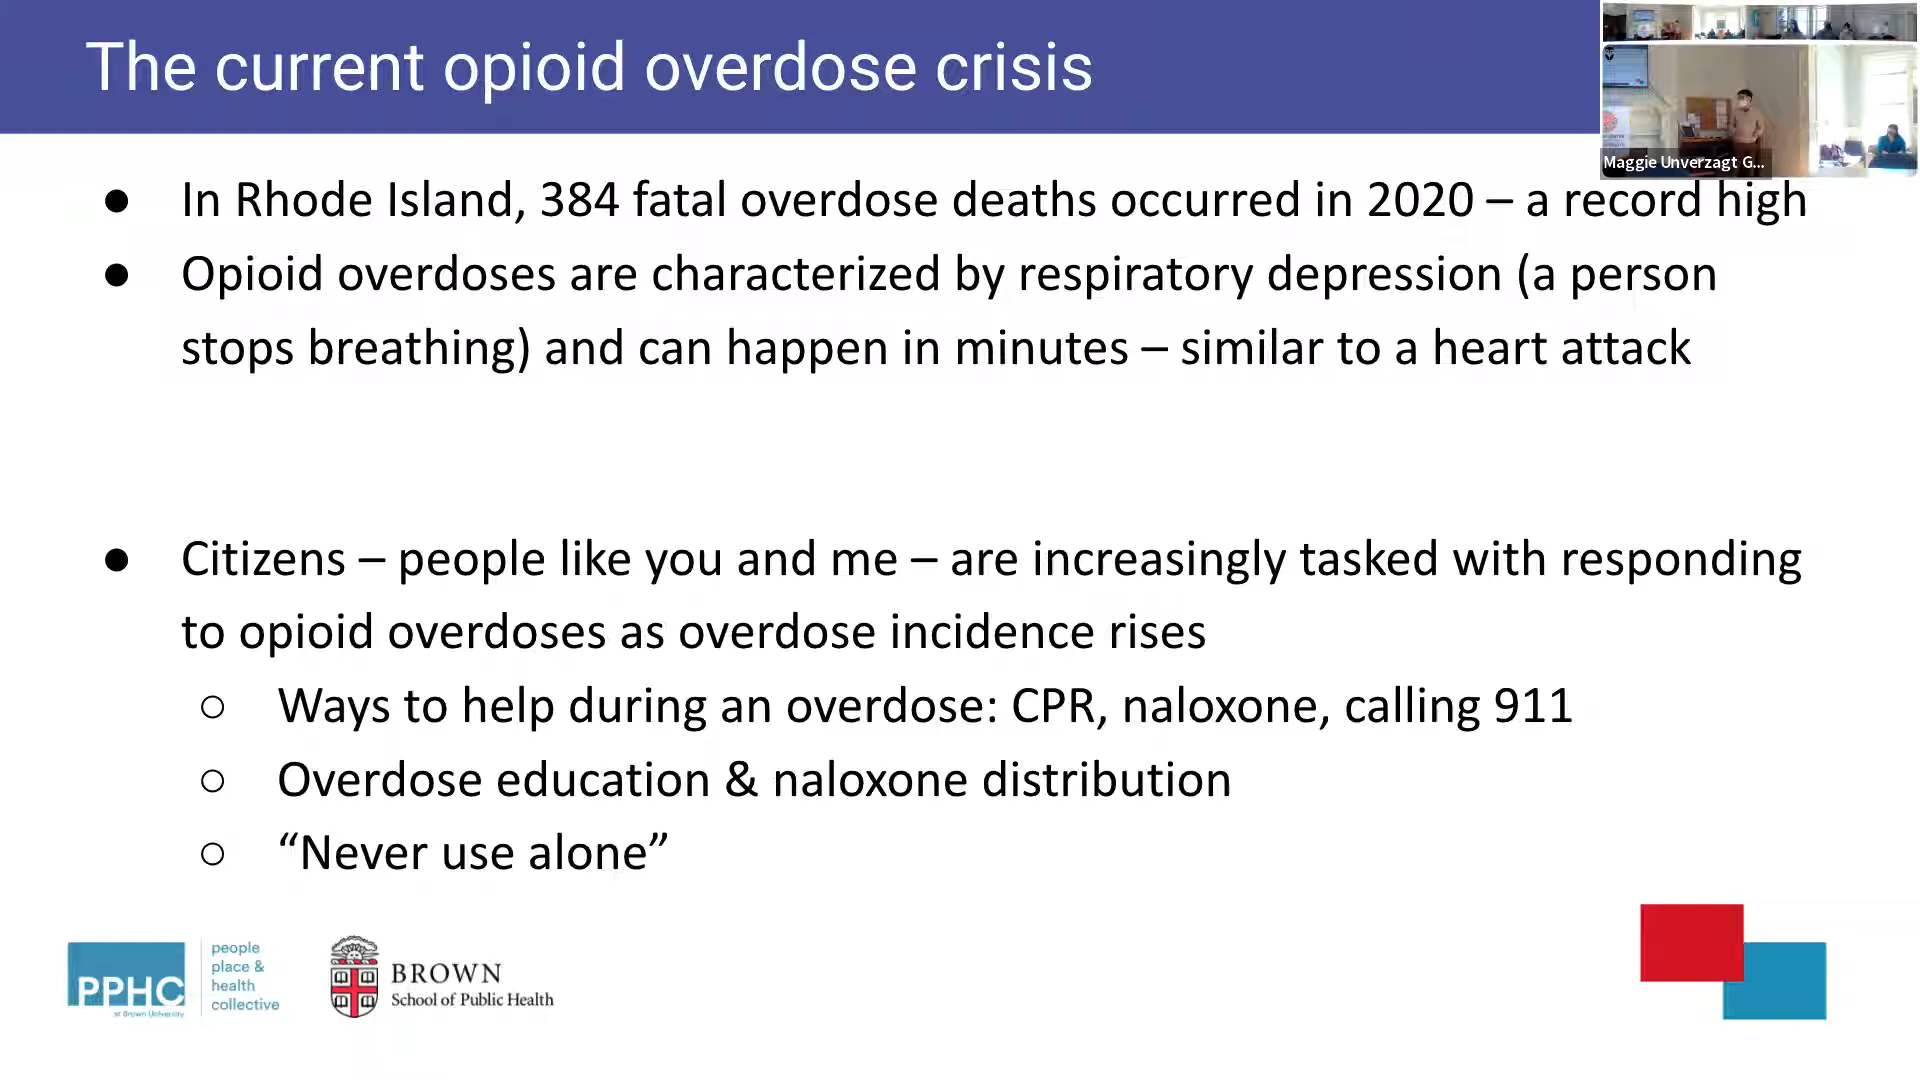 The current opioid overdose crisis
Maggie Unverzagt G...
● In Rhode Island, 384 fatal overdose deaths occurred in 2020 – a record high
● Opioid overdoses are characterized by respiratory depression (a person
stops breathing) and can happen in minutes – similar to a heart attack
● Citizens – people like you and me – are increasingly tasked with responding
to opioid overdoses as overdose incidence rises
○ Ways to help during an overdose: CPR, naloxone, calling 911
○ Overdose education & naloxone distribution
○ “Never use alone”
PPHC
at Brown University
people
place &
health
collective
BROWN
School of Public Health